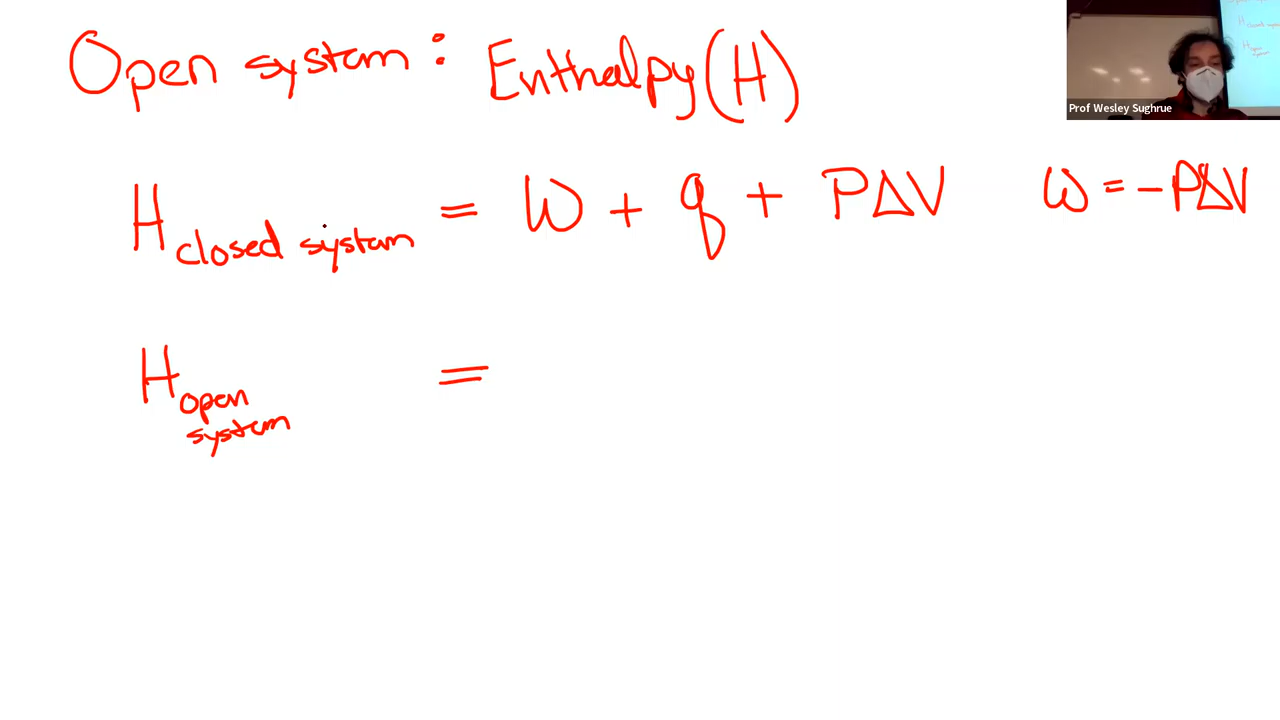 Open system: Enthalpy (H)
H closed system = W + q + PΔV
W = -PΔV
H open system =
Prof Wesley Sughrue